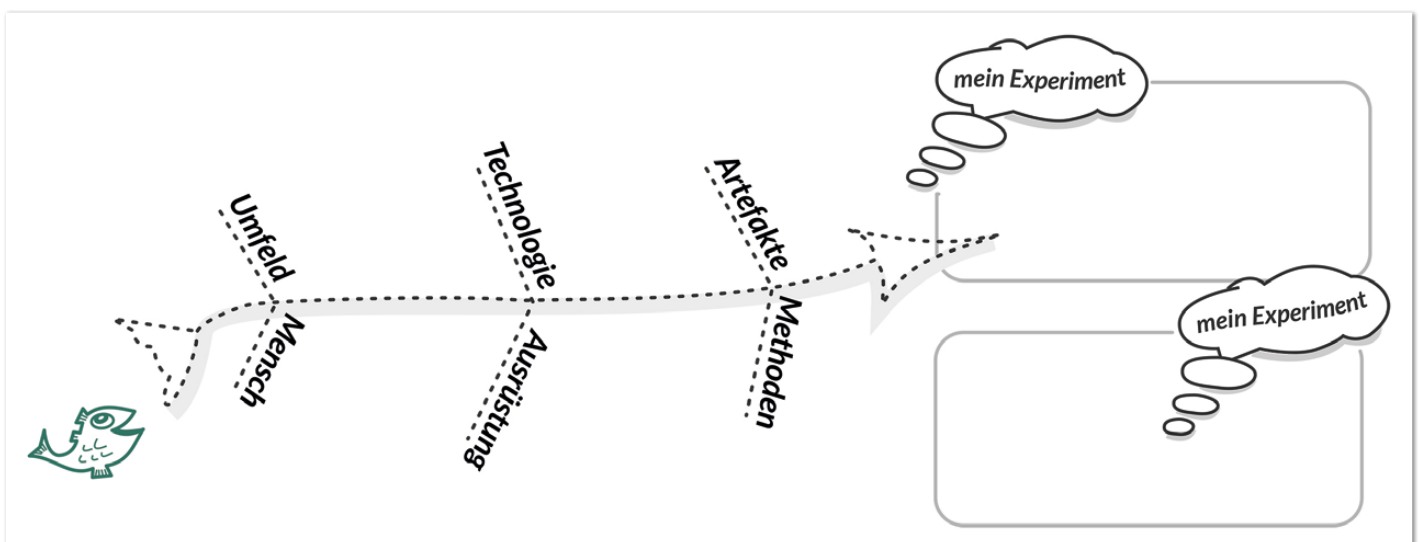 mein Experiment
Umfeld
Technologie
Artefakte
Mensch
Ausrüstung
Methoden
mein Experiment